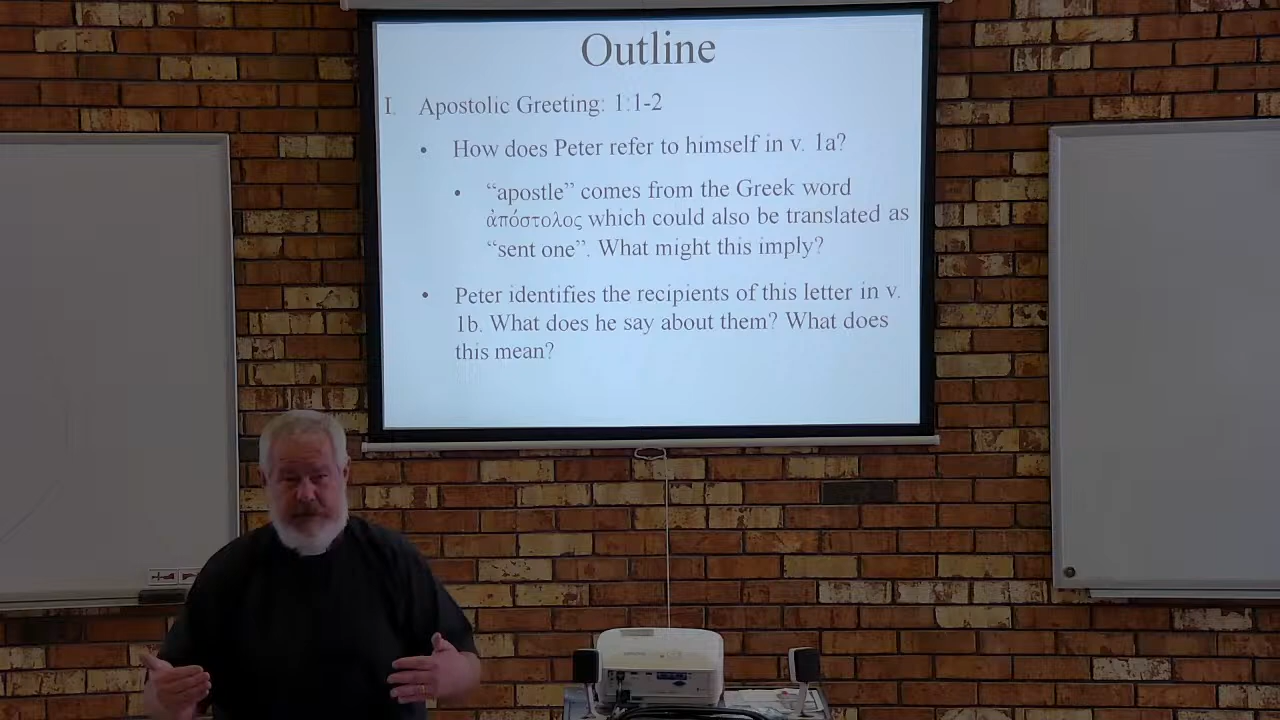 Outline
I. Apostolic Greeting: 1:1-2
• How does Peter refer to himself in v. 1a?
• “apostle” comes from the Greek word
ἀπόστολος which could also be translated as
“sent one”. What might this imply?
• Peter identifies the recipients of this letter in v.
1b. What does he say about them? What does
this mean?